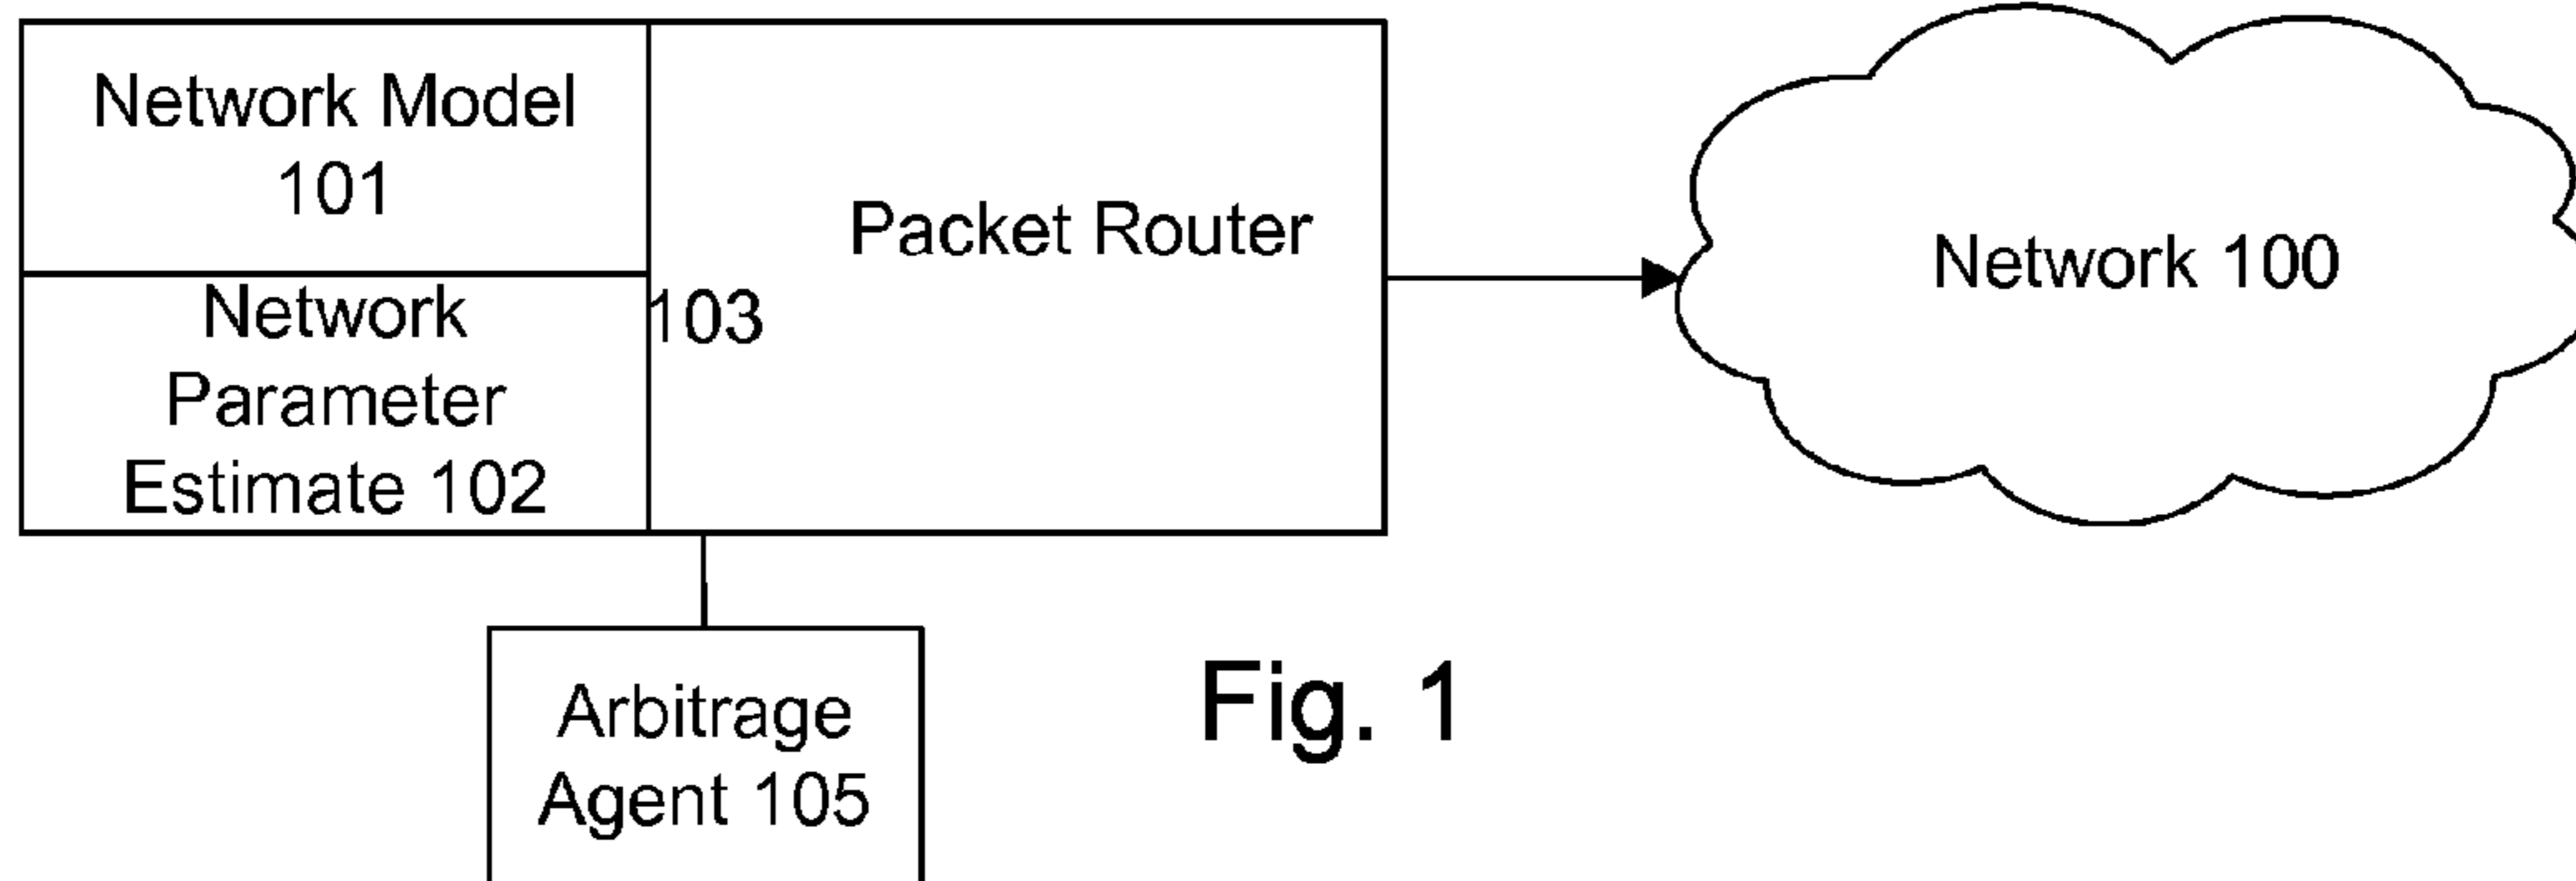 Network Model
101
Network
Parameter
Estimate 102
Packet Router
103
Network 100
Arbitrage
Agent 105
Fig. 1